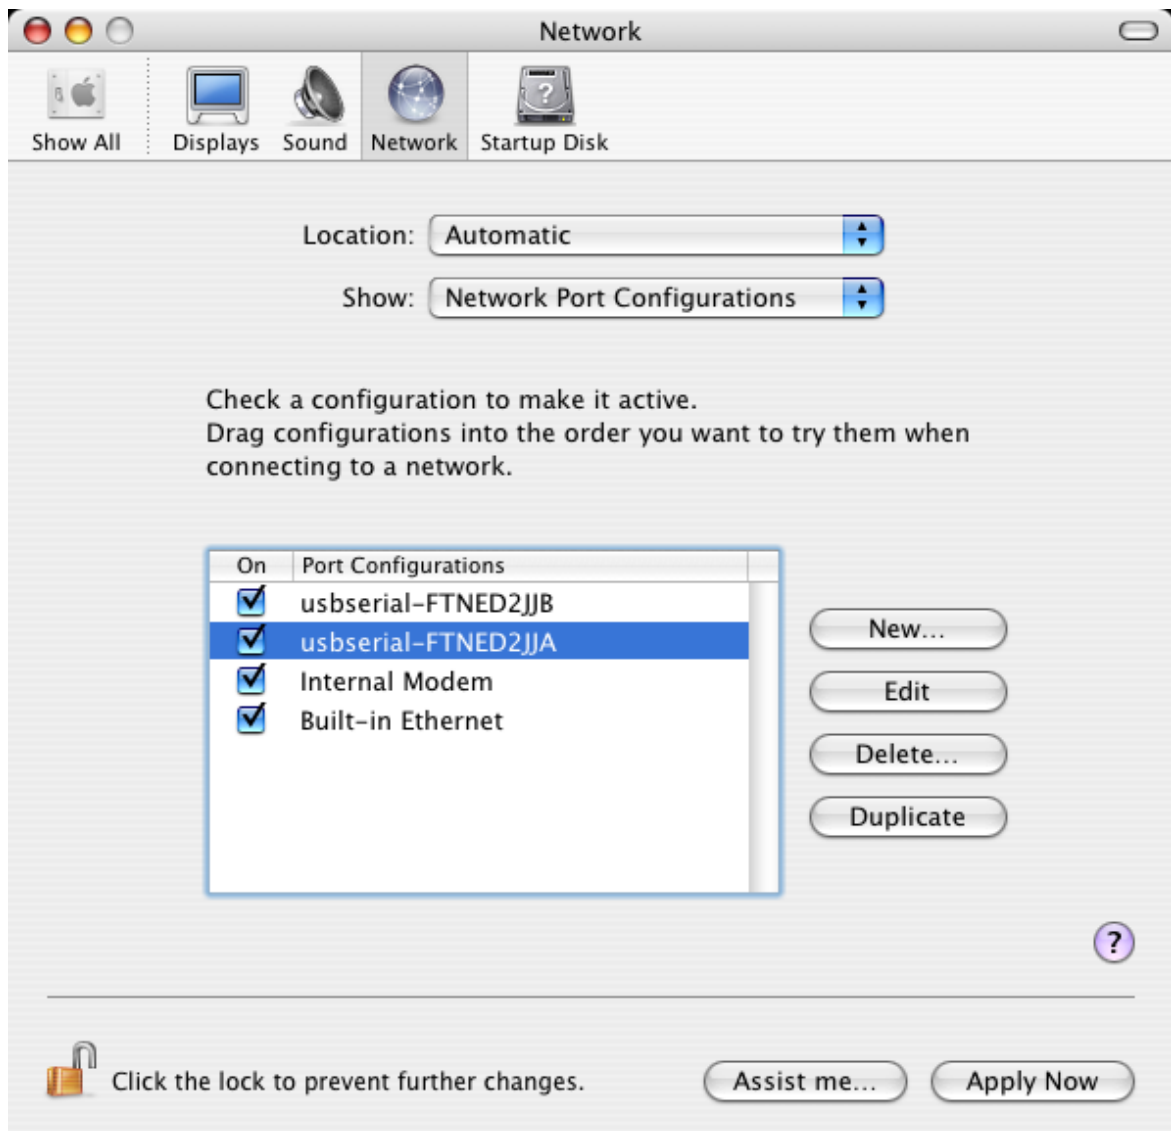 Network
Show All Displays Sound Network Startup Disk
Location: Automatic
Show: Network Port Configurations
Check a configuration to make it active.
Drag configurations into the order you want to try them when
connecting to a network.
On Port Configurations
usbserial-FTNED2JJB
usbserial-FTNED2JJA
Internal Modem
Built-in Ethernet
New...
Edit
Delete...
Duplicate
?
Click the lock to prevent further changes. Assist me... Apply Now